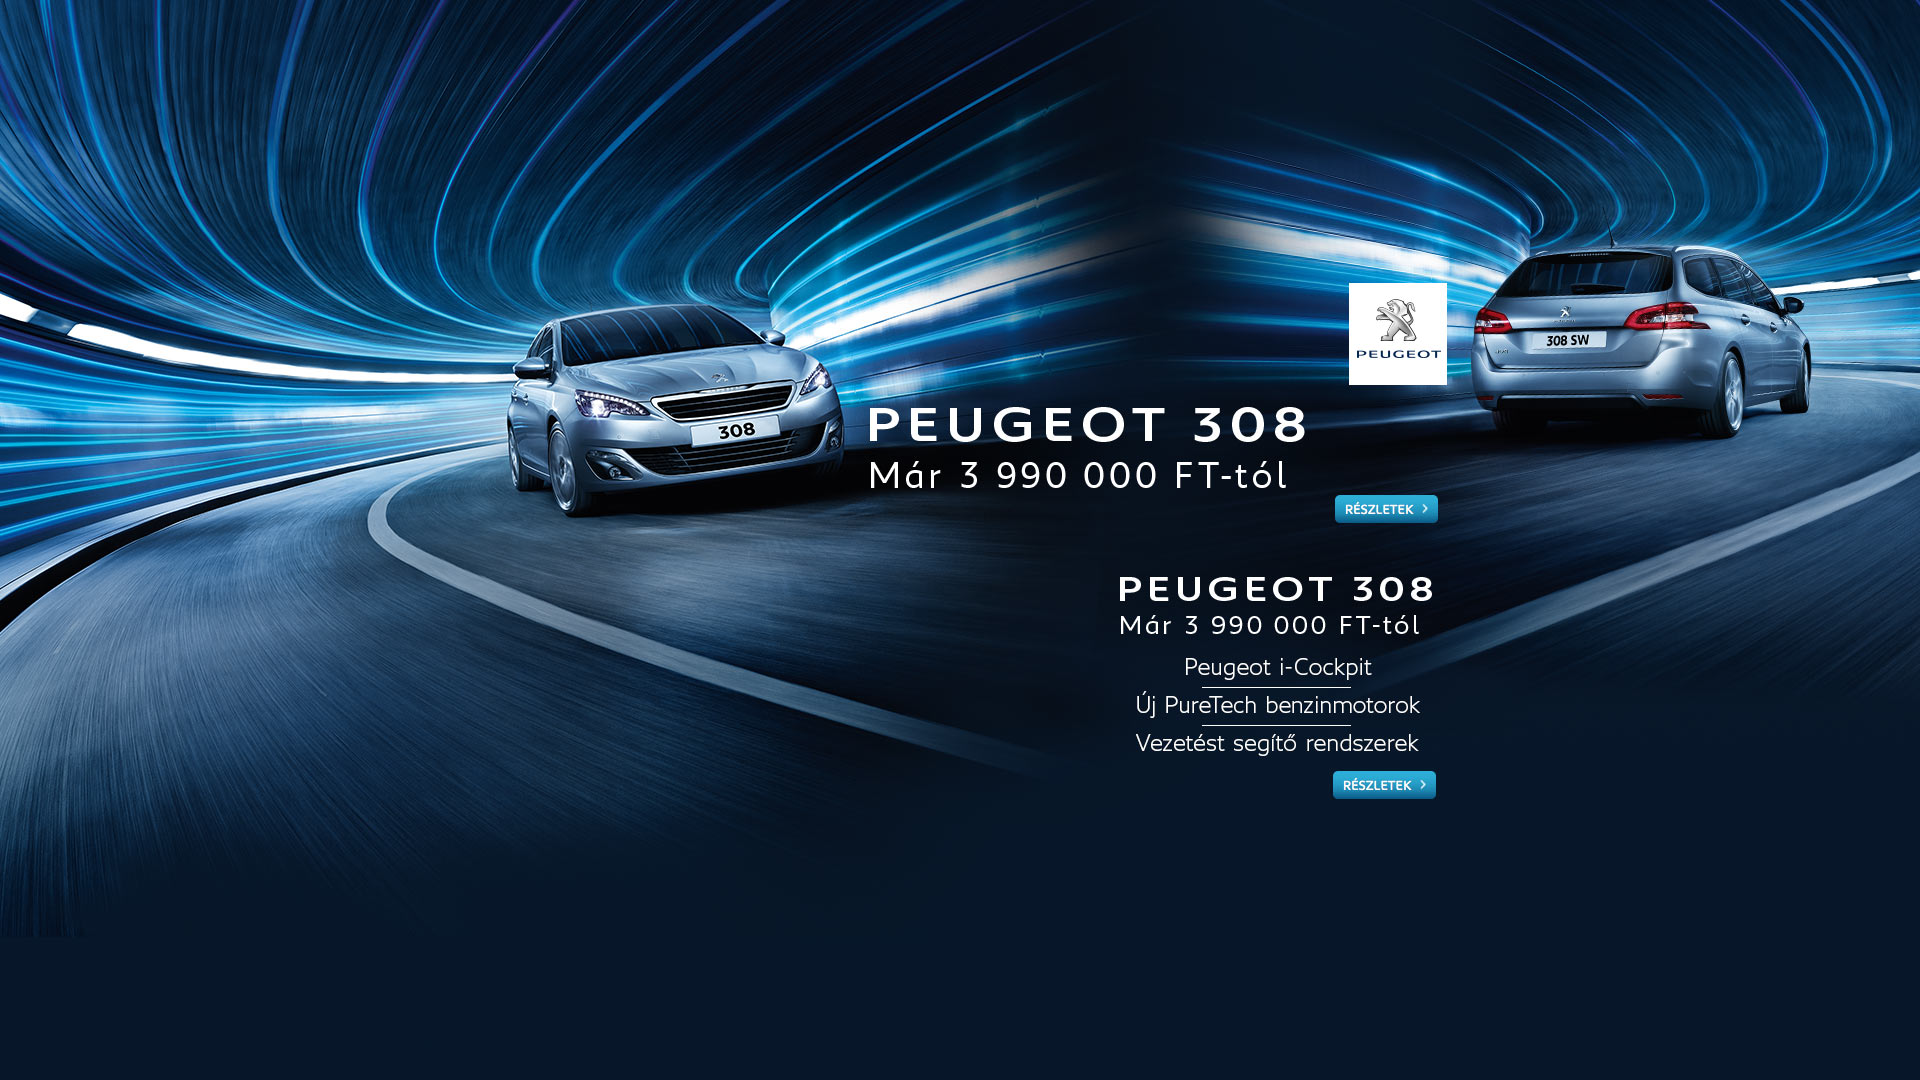 PEUGEOT
308 SW
308
PEUGEOT 308
Már 3 990 000 FT-tól
RÉSZLETEK
PEUGEOT 308
Már 3 990 000 FT-tól
Peugeot i-Cockpit
Új PureTech benzinmotorok
Vezetést segítő rendszerek
RÉSZLETEK